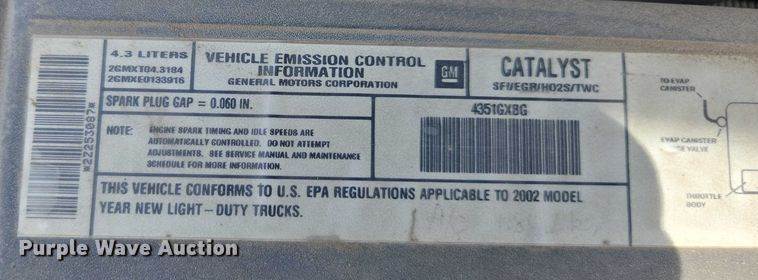 4.3 LITERS
2GMXT04.3184
2GMXE0133916
VEHICLE EMISSION CONTROL
INFORMATION
GENERAL MOTORS CORPORATION
GM
CATALYST
SFI/EGR/HO2S/TWC
SPARK PLUG GAP = 0.060 IN.
4351GXBG
NOTE: ENGINE SPARK TIMING AND IDLE SPEEDS ARE
AUTOMATICALLY CONTROLLED. DO NOT ATTEMPT
ADJUSTMENTS. SEE SERVICE MANUAL AND MAINTENANCE
SCHEDULE FOR MORE INFORMATION.
THIS VEHICLE CONFORMS TO U.S. EPA REGULATIONS APPLICABLE TO 2002 MODEL
YEAR NEW LIGHT-DUTY TRUCKS.
*22253087*
TO EVAP
CANISTER
EVAP CANISTER
VALVE
THROTTLE
BODY
Purple Wave Auction